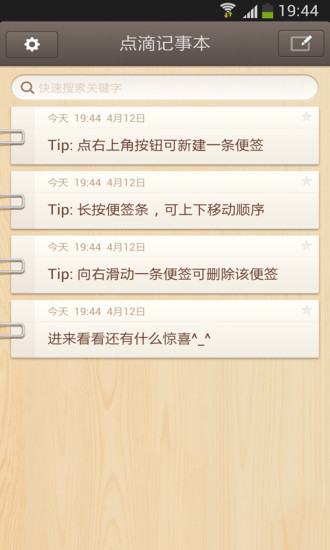 19:44
点滴记事本
快速搜索关键字
今天 19:44 4月12日
Tip: 点右上角按钮可新建一条便签
今天 19:44 4月12日
Tip: 长按便签条，可上下移动顺序
今天 19:44 4月12日
Tip: 向右滑动一条便签可删除该便签
今天 19:44 4月12日
进来看看还有什么惊喜^_^